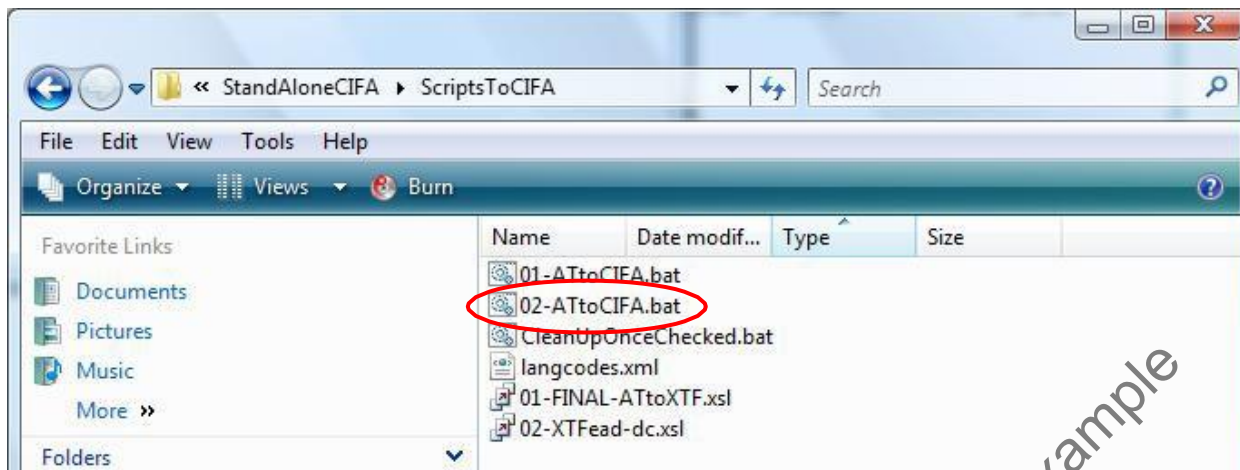 « StandAloneCIFA ▸ ScriptsToCIFA Search
File Edit View Tools Help
Organize Views Burn
Favorite Links
Documents
Pictures
Music
More »
Folders
Name Date modif... Type Size
01-ATtoCIFA.bat
02-ATtoCIFA.bat
CleanUpOnceChecked.bat
langcodes.xml
01-FINAL-ATtoXTF.xsl
02-XTFead-dc.xsl